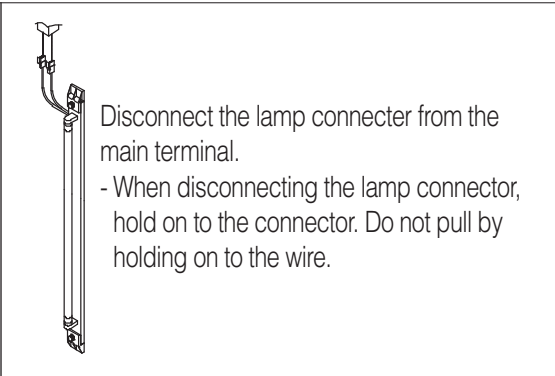 Disconnect the lamp connecter from the
main terminal.
- When disconnecting the lamp connector,
hold on to the connector. Do not pull by
holding on to the wire.